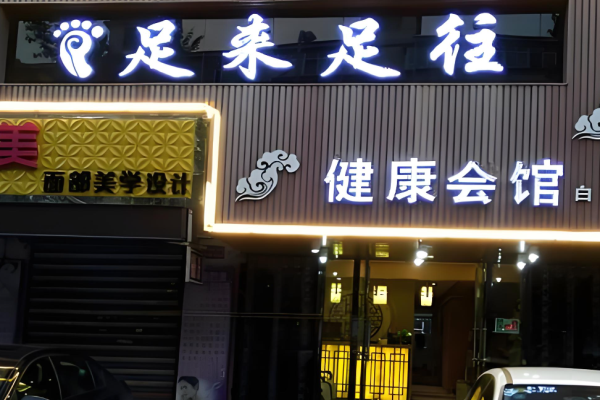 足来足往
美
面部美学设计
健康会馆
白